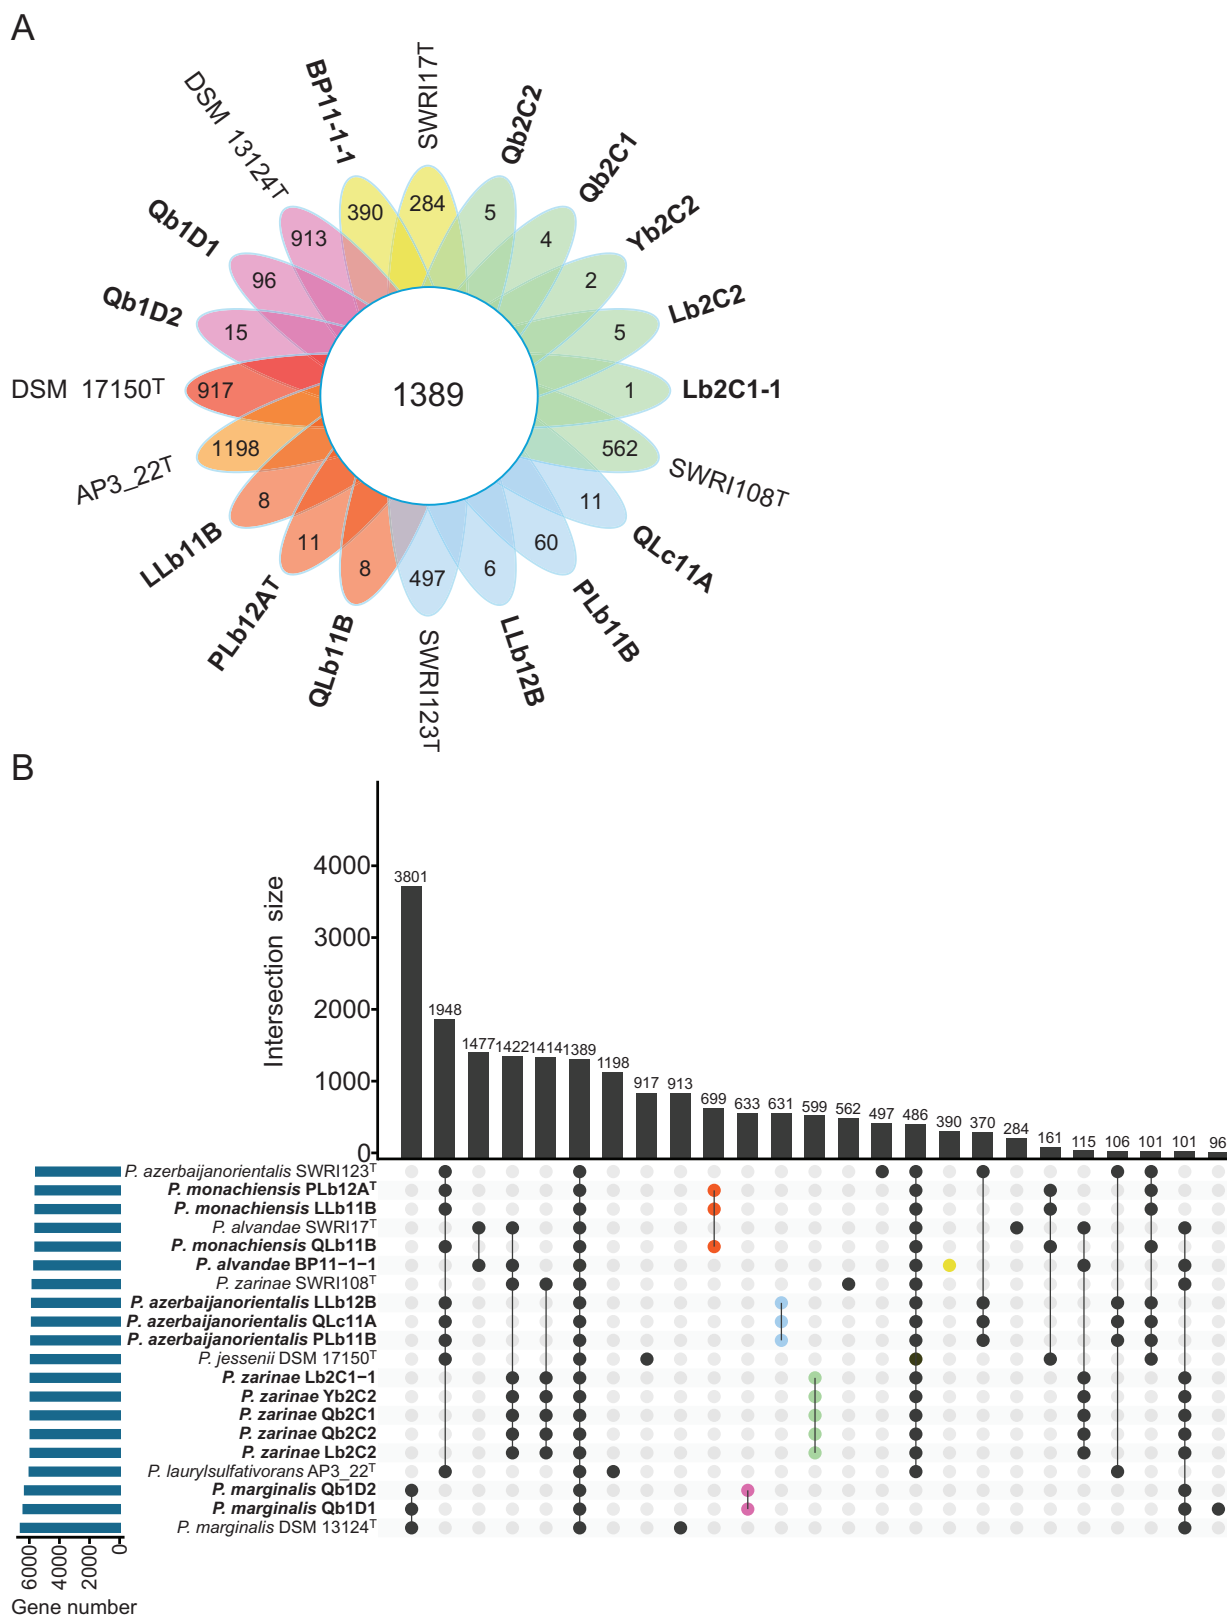 A
SWRI17T
Qb2C2
Qb2C1
Yb2C2
Lb2C2
Lb2C1-1
SWRI108T
QLc11A
PLb11B
LLb12B
SWRI123T
QLb11B
PLb12AT
LLb11B
AP3_22T
DSM 17150T
Qb1D2
Qb1D1
DSM 13124T
BP11-1-1
284
5
4
2
5
1
562
11
60
6
497
8
11
8
1198
917
15
96
913
390
1389
B
Intersection size
4000
3000
2000
1000
0
3801
1948
1477
1422
1414
1389
1198
917
913
699
633
631
599
562
497
486
390
370
284
161
115
106
101
101
96
P. azerbaijanorientalis SWRI123T
P. monachiensis PLb12AT
P. monachiensis LLb11B
P. alvandae SWRI17T
P. monachiensis QLb11B
P. alvandae BP11−1−1
P. zarinae SWRI108T
P. azerbaijanorientalis LLb12B
P. azerbaijanorientalis QLc11A
P. azerbaijanorientalis PLb11B
P. jessenii DSM 17150T
P. zarinae Lb2C1−1
P. zarinae Yb2C2
P. zarinae Qb2C1
P. zarinae Qb2C2
P. zarinae Lb2C2
P. laurylsulfativorans AP3_22T
P. marginalis Qb1D2
P. marginalis Qb1D1
P. marginalis DSM 13124T
6000
4000
2000
0
Gene number